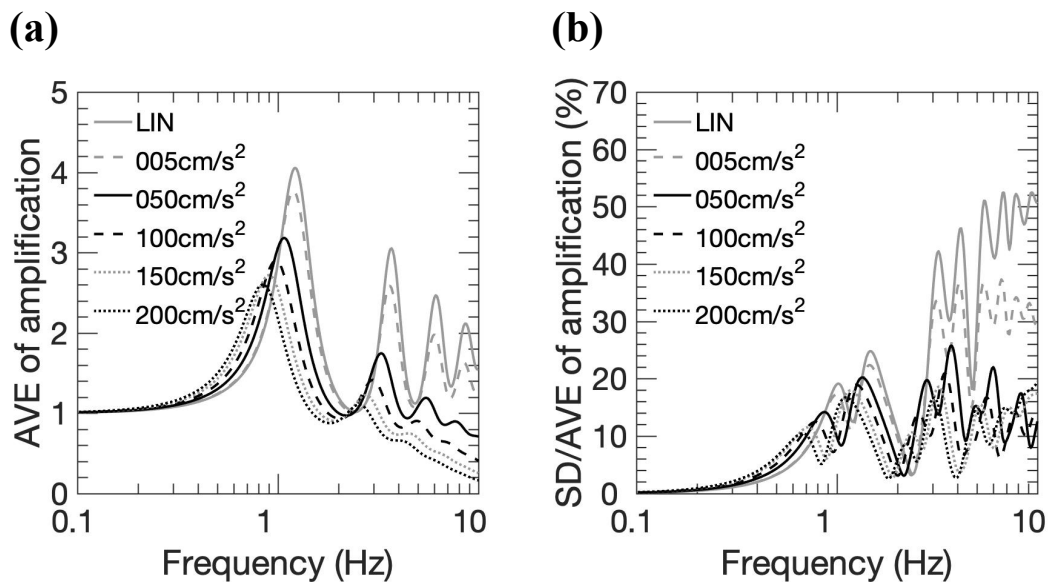 (a)
(b)
AVE of amplification
5
4
3
2
1
0
LIN
005cm/s²
050cm/s²
100cm/s²
150cm/s²
200cm/s²
0.1
1
10
Frequency (Hz)
SD/AVE of amplification (%)
70
60
50
40
30
20
10
0
LIN
005cm/s²
050cm/s²
100cm/s²
150cm/s²
200cm/s²
0.1
1
10
Frequency (Hz)